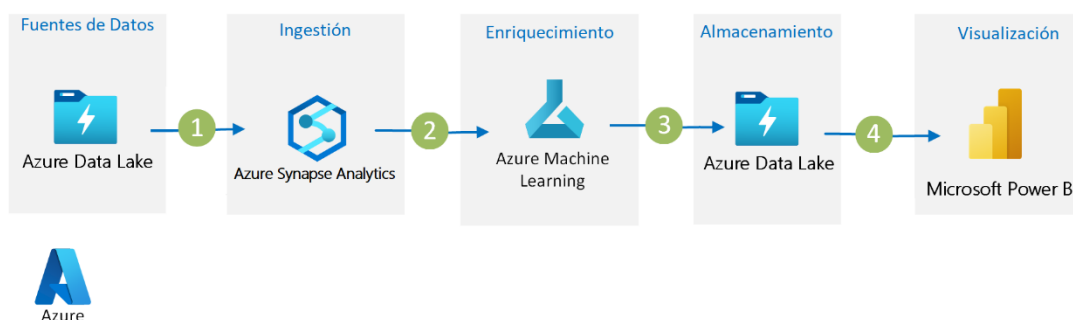 Fuentes de Datos
Ingestión
Enriquecimiento
Almacenamiento
Visualización
1
2
3
4
Azure Data Lake
Azure Synapse Analytics
Azure Machine
Learning
Azure Data Lake
Microsoft Power B
Azure